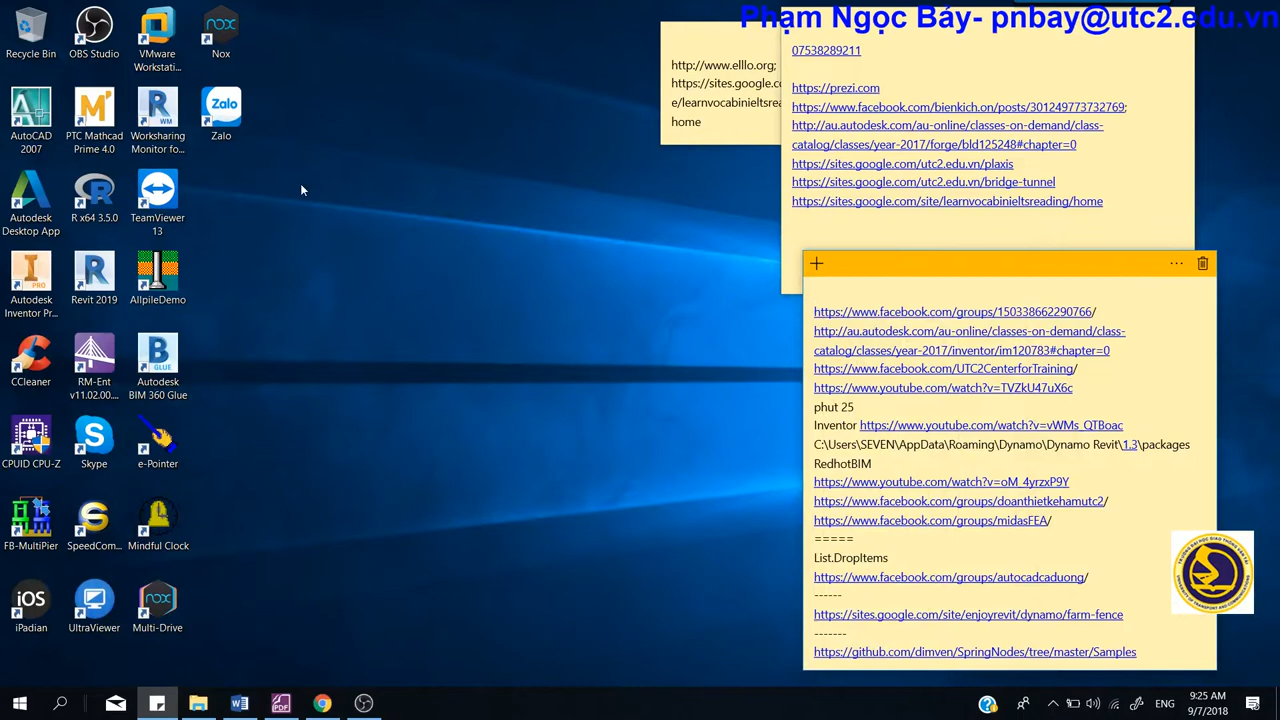 Phạm Ngọc Bảy- pnbay@utc2.edu.vn
Recycle Bin
OBS Studio
VMware
Workstati...
Nox
AutoCAD
2007
PTC Mathcad
Prime 4.0
Worksharing
Monitor fo...
Zalo
Zalo
Autodesk
Desktop App
R x64 3.5.0
TeamViewer
13
Autodesk
Inventor Pr...
Revit 2019
AllpileDemo
CCleaner
RM-Ent
v11.02.00...
Autodesk
BIM 360 Glue
CPUID CPU-Z
Skype
e-Pointer
FB-MultiPier
SpeedCom...
Mindful Clock
iOS
iPadian
UltraViewer
nox
Multi-Drive
http://www.elllo.org;
https://sites.google.co
e/learnvocabinieltsrea
home
07538289211
https://prezi.com
https://www.facebook.com/bienkich.on/posts/301249773732769;
http://au.autodesk.com/au-online/classes-on-demand/class-
catalog/classes/year-2017/forge/bld125248#chapter=0
https://sites.google.com/utc2.edu.vn/plaxis
https://sites.google.com/utc2.edu.vn/bridge-tunnel
https://sites.google.com/site/learnvocabinieltsreading/home
https://www.facebook.com/groups/150338662290766/
http://au.autodesk.com/au-online/classes-on-demand/class-
catalog/classes/year-2017/inventor/im120783#chapter=0
https://www.facebook.com/UTC2CenterforTraining/
https://www.youtube.com/watch?v=TVZkU47uX6c
phut 25
Inventor https://www.youtube.com/watch?v=vWMs_QTBoac
C:\Users\SEVEN\AppData\Roaming\Dynamo\Dynamo Revit\1.3\packages
RedhotBIM
https://www.youtube.com/watch?v=oM_4yrzxP9Y
https://www.facebook.com/groups/doanthietkehamutc2/
https://www.facebook.com/groups/midasFEA/
=====
List.DropItems
https://www.facebook.com/groups/autocadcaduong/
------
https://sites.google.com/site/enjoyrevit/dynamo/farm-fence
-------
https://github.com/dimven/SpringNodes/tree/master/Samples
ENG
9:25 AM
9/7/2018